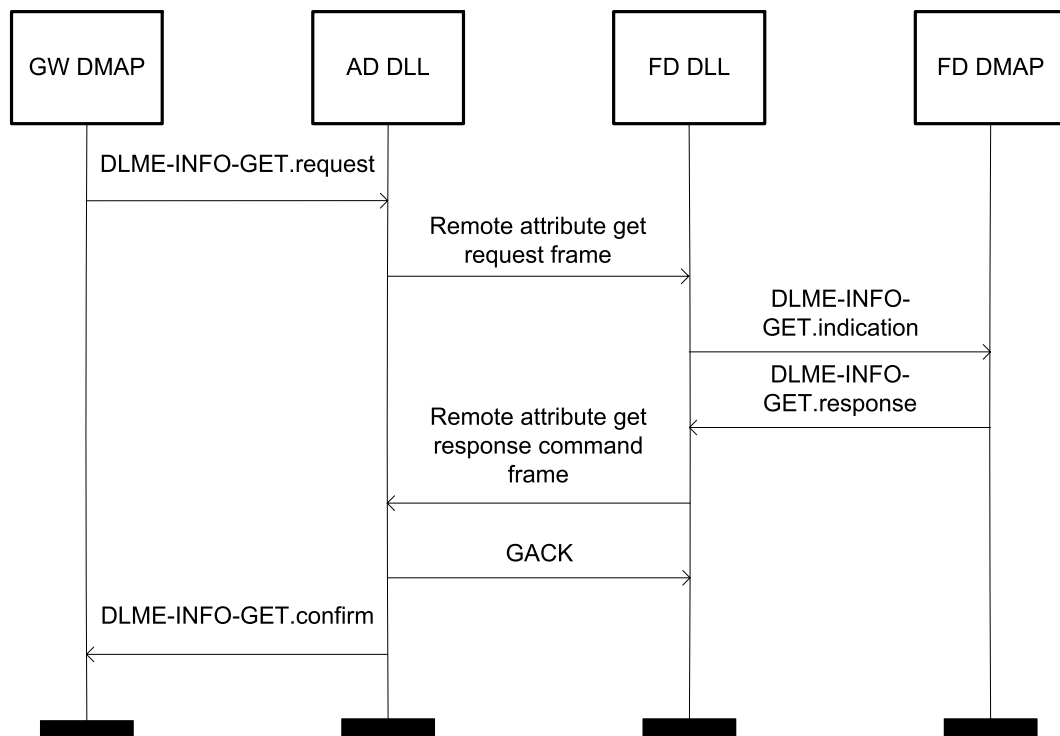 GW DMAP
AD DLL
FD DLL
FD DMAP
DLME-INFO-GET.request
Remote attribute get
request frame
DLME-INFO-
GET.indication
DLME-INFO-
GET.response
Remote attribute get
response command
frame
GACK
DLME-INFO-GET.confirm